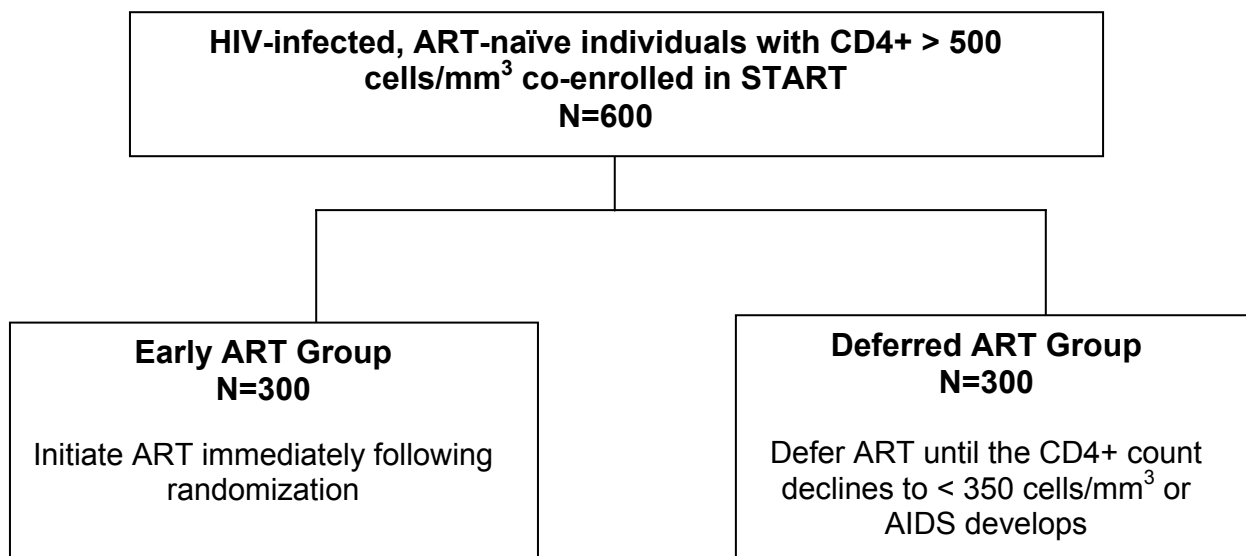 HIV-infected, ART-naïve individuals with CD4+ > 500
cells/mm³ co-enrolled in START
N=600
Early ART Group
N=300
Initiate ART immediately following
randomization
Deferred ART Group
N=300
Defer ART until the CD4+ count
declines to < 350 cells/mm³ or
AIDS develops